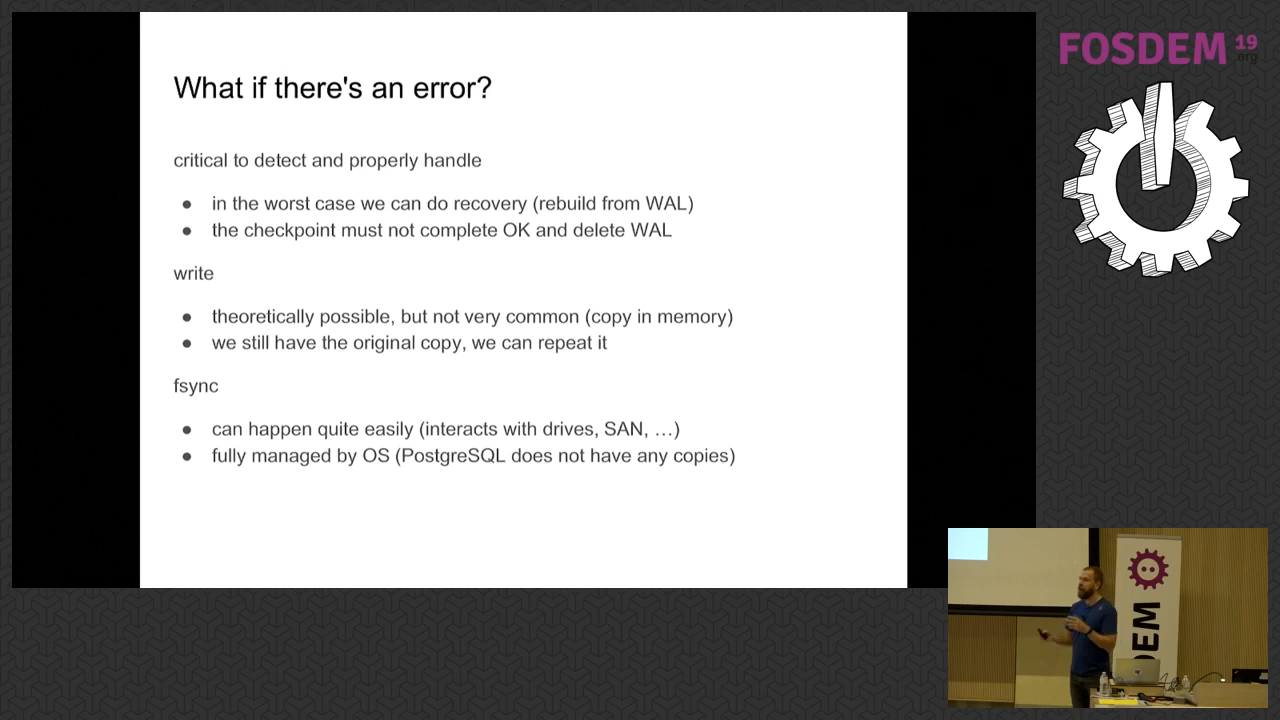 What if there's an error?
critical to detect and properly handle
● in the worst case we can do recovery (rebuild from WAL)
● the checkpoint must not complete OK and delete WAL
write
● theoretically possible, but not very common (copy in memory)
● we still have the original copy, we can repeat it
fsync
● can happen quite easily (interacts with drives, SAN, …)
● fully managed by OS (PostgreSQL does not have any copies)
FOSDEM 19
.org
DEM